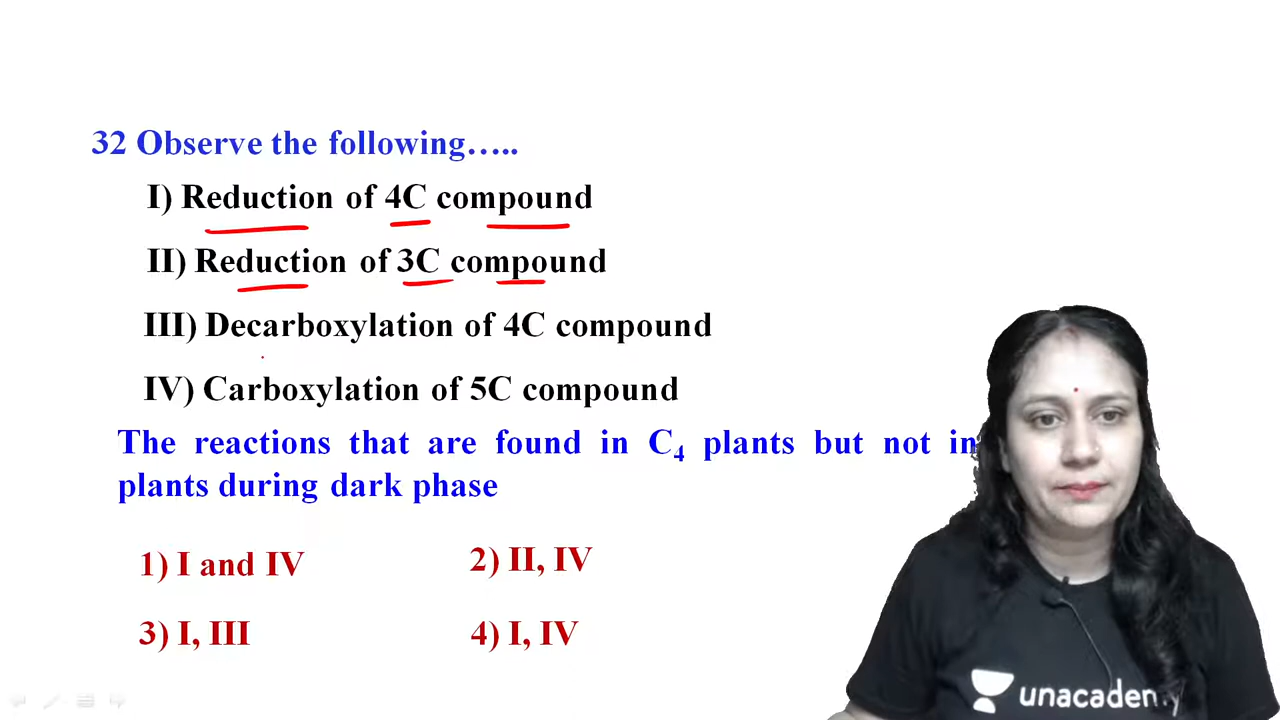 32 Observe the following…..
I) Reduction of 4C compound
II) Reduction of 3C compound
III) Decarboxylation of 4C compound
IV) Carboxylation of 5C compound
The reactions that are found in C₄ plants but not in
plants during dark phase
1) I and IV
2) II, IV
3) I, III
4) I, IV
unacademy